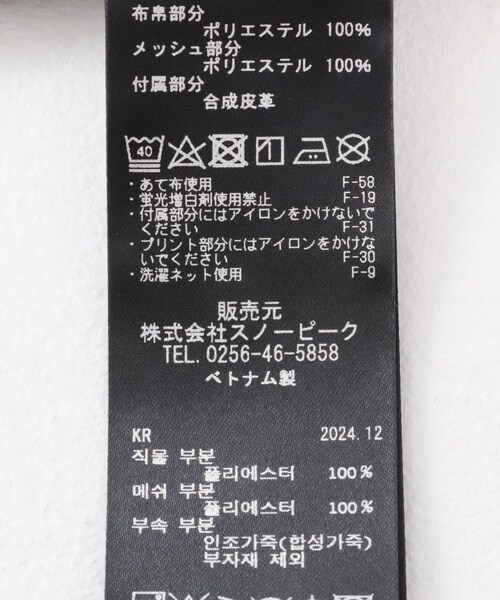 布帛部分
ポリエステル 100%
メッシュ部分
ポリエステル 100%
付属部分
合成皮革
40
・あて布使用 F-58
・蛍光増白剤使用禁止 F-19
・付属部分にはアイロンをかけないで
ください F-31
・プリント部分にはアイロンをかけな
いでください F-30
・洗濯ネット使用 F-9
販売元
株式会社スノーピーク
TEL. 0256-46-5858
ベトナム製
KR 2024.12
직물 부분
폴리에스터 100%
메쉬 부분
폴리에스터 100%
부속 부분
인조가죽(합성가죽)
부자재 제외